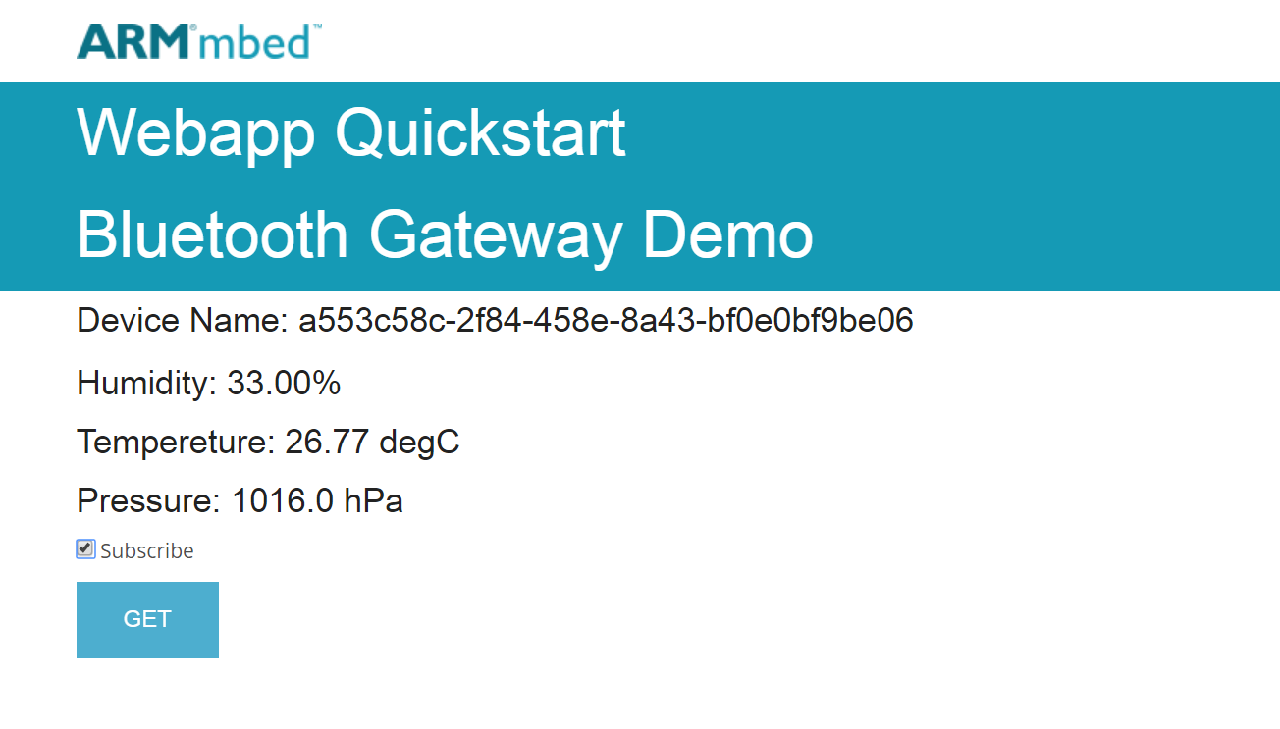 ARM®mbed™
Webapp Quickstart
Bluetooth Gateway Demo
Device Name: a553c58c-2f84-458e-8a43-bf0e0bf9be06
Humidity: 33.00%
Tempereture: 26.77 degC
Pressure: 1016.0 hPa
Subscribe
GET